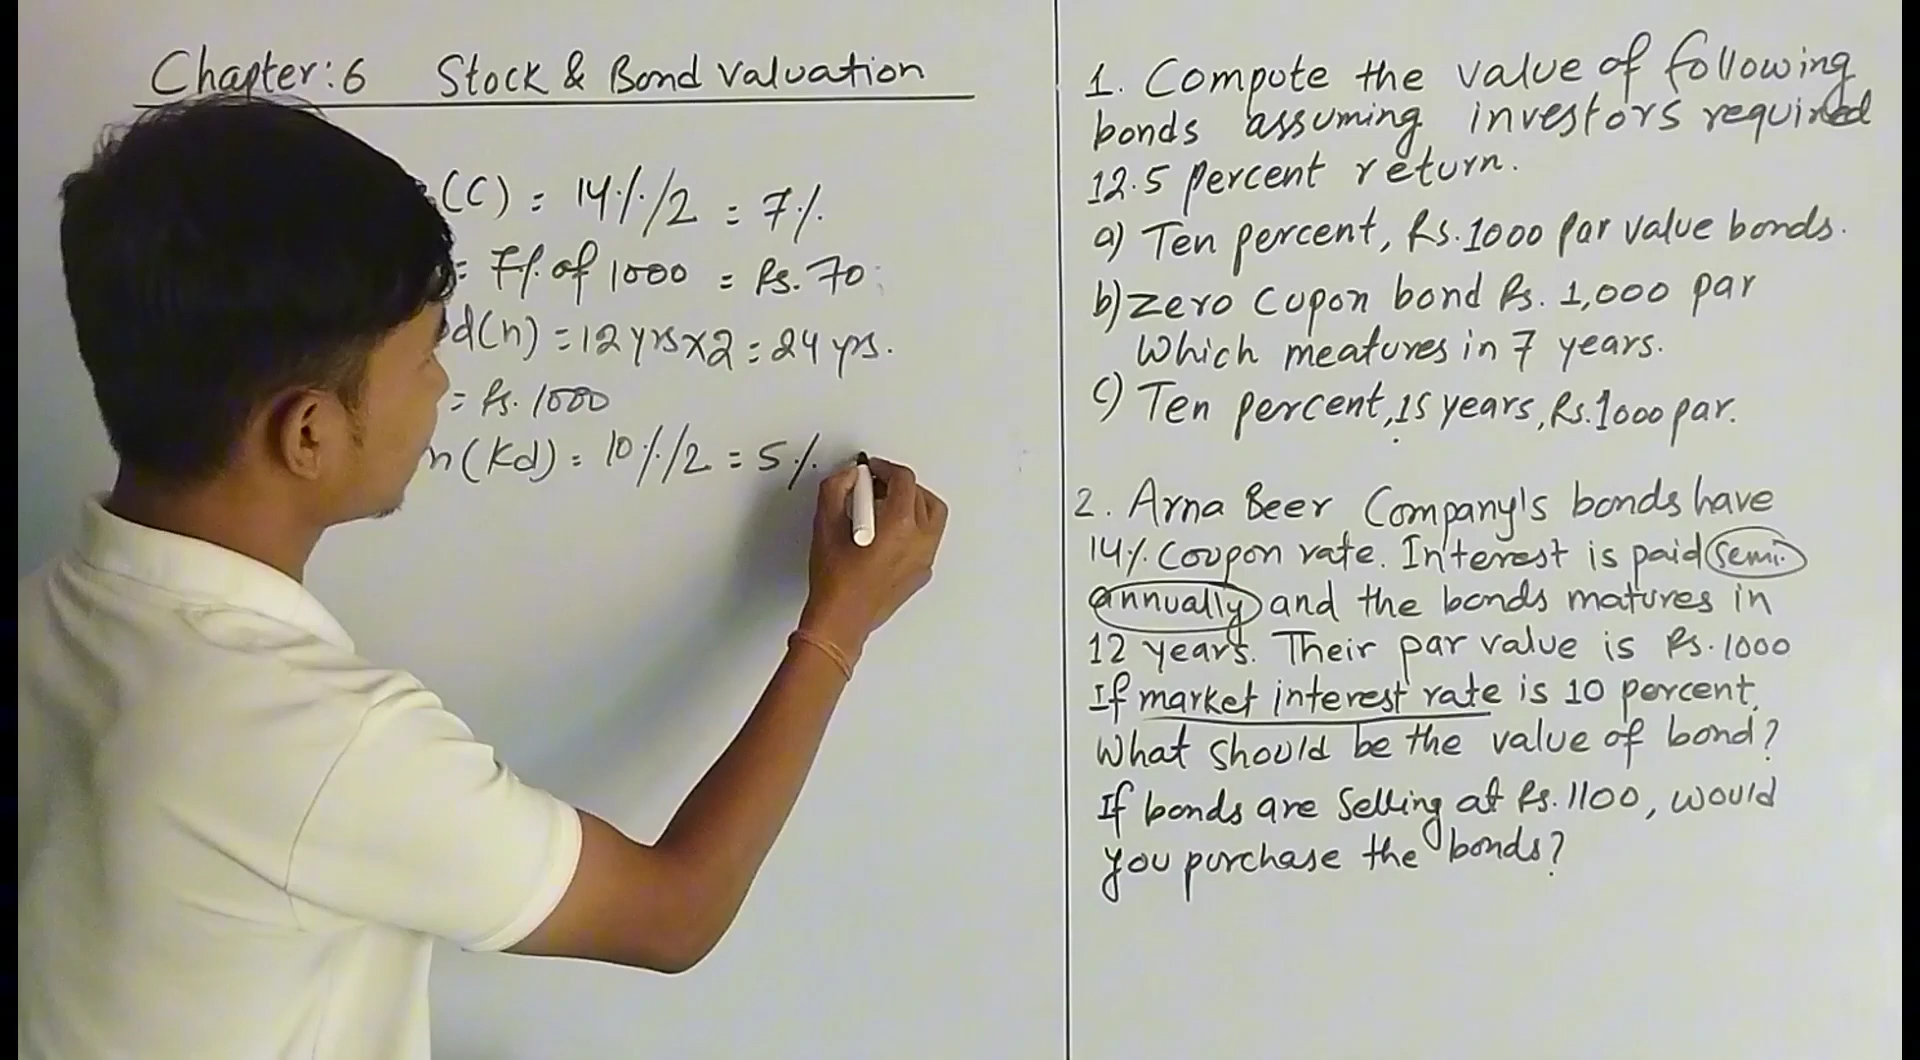 Chapter:6 Stock & Bond Valuation
(C) = 14%/2 = 7%
= 7% of 1000 = Rs. 70
d(n) = 12 yrs×2 = 24 yrs.
= Rs. 1000
n(Kd) = 10%/2 = 5%
1. Compute the value of following
bonds assuming investors required
12.5 percent return.
a) Ten percent, Rs.1000 par value bonds.
b) Zero Cupon bond Rs. 1,000 par
Which meatures in 7 years.
c) Ten percent, 15 years, Rs.1000 par.
2. Arna Beer Company's bonds have
14% Coupon rate. Interest is paid semi-
annually and the bonds matures in
12 years. Their par value is Rs. 1000
If market interest rate is 10 percent,
What should be the value of bond?
If bonds are Selling at Rs. 1100, would
you purchase the bonds?